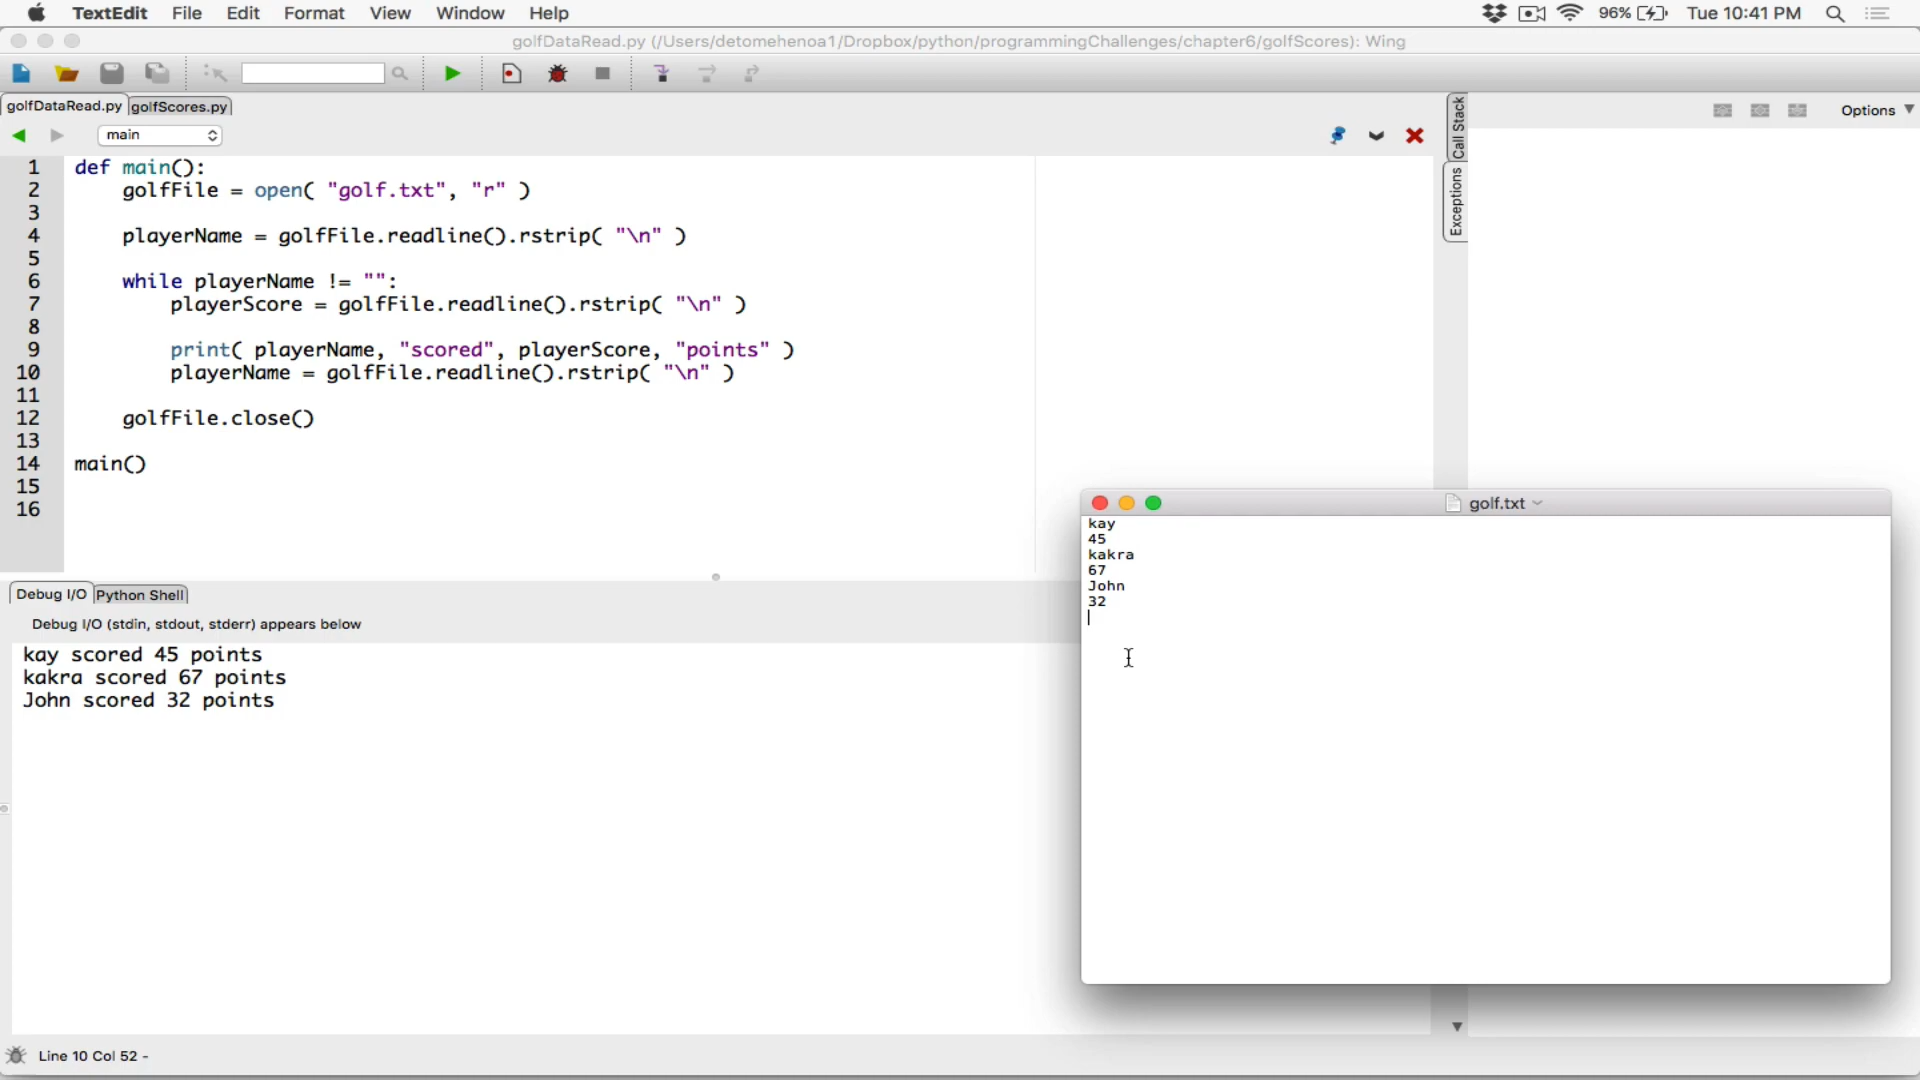 TextEdit File Edit Format View Window Help 96% Tue 10:41 PM
golfDataRead.py (/Users/detomehenoa1/Dropbox/python/programmingChallenges/chapter6/golfScores): Wing
golfDataRead.py golfScores.py
Options
main
Call Stack
Exceptions
1 def main():
2 golfFile = open( "golf.txt", "r" )
3
4 playerName = golfFile.readline().rstrip( "\n" )
5
6 while playerName != "":
7 playerScore = golfFile.readline().rstrip( "\n" )
8
9 print( playerName, "scored", playerScore, "points" )
10 playerName = golfFile.readline().rstrip( "\n" )
11
12 golfFile.close()
13
14 main()
15
16
golf.txt
kay
45
kakra
67
John
32
Debug I/O Python Shell
Debug I/O (stdin, stdout, stderr) appears below
kay scored 45 points
kakra scored 67 points
John scored 32 points
Line 10 Col 52 -